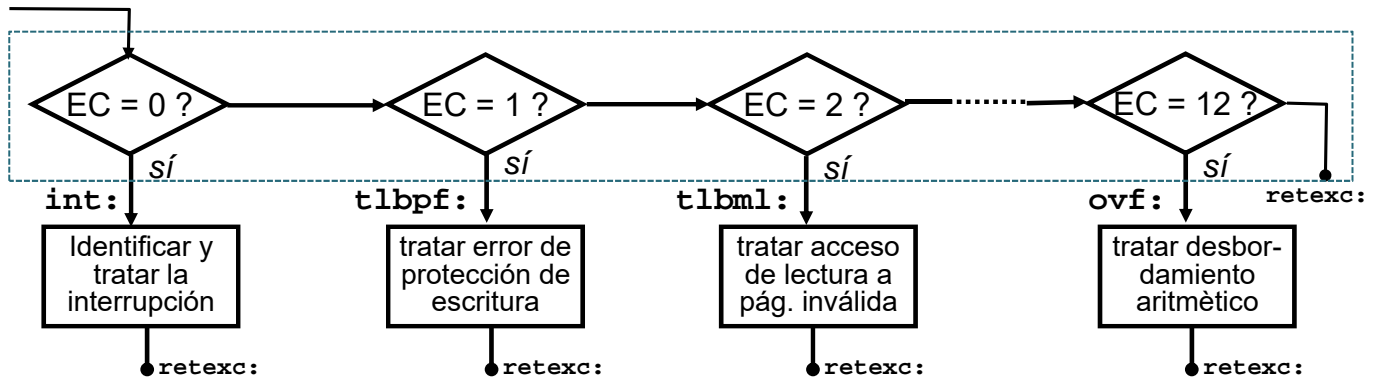 EC = 0 ?
EC = 1 ?
EC = 2 ?
EC = 12 ?
sí
sí
sí
sí
int:
tlbpf:
tlbml:
ovf:
retexc:
Identificar y
tratar la
interrupción
tratar error de
protección de
escritura
tratar acceso
de lectura a
pág. inválida
tratar desbor-
damiento
aritmètico
retexc:
retexc:
retexc:
retexc: